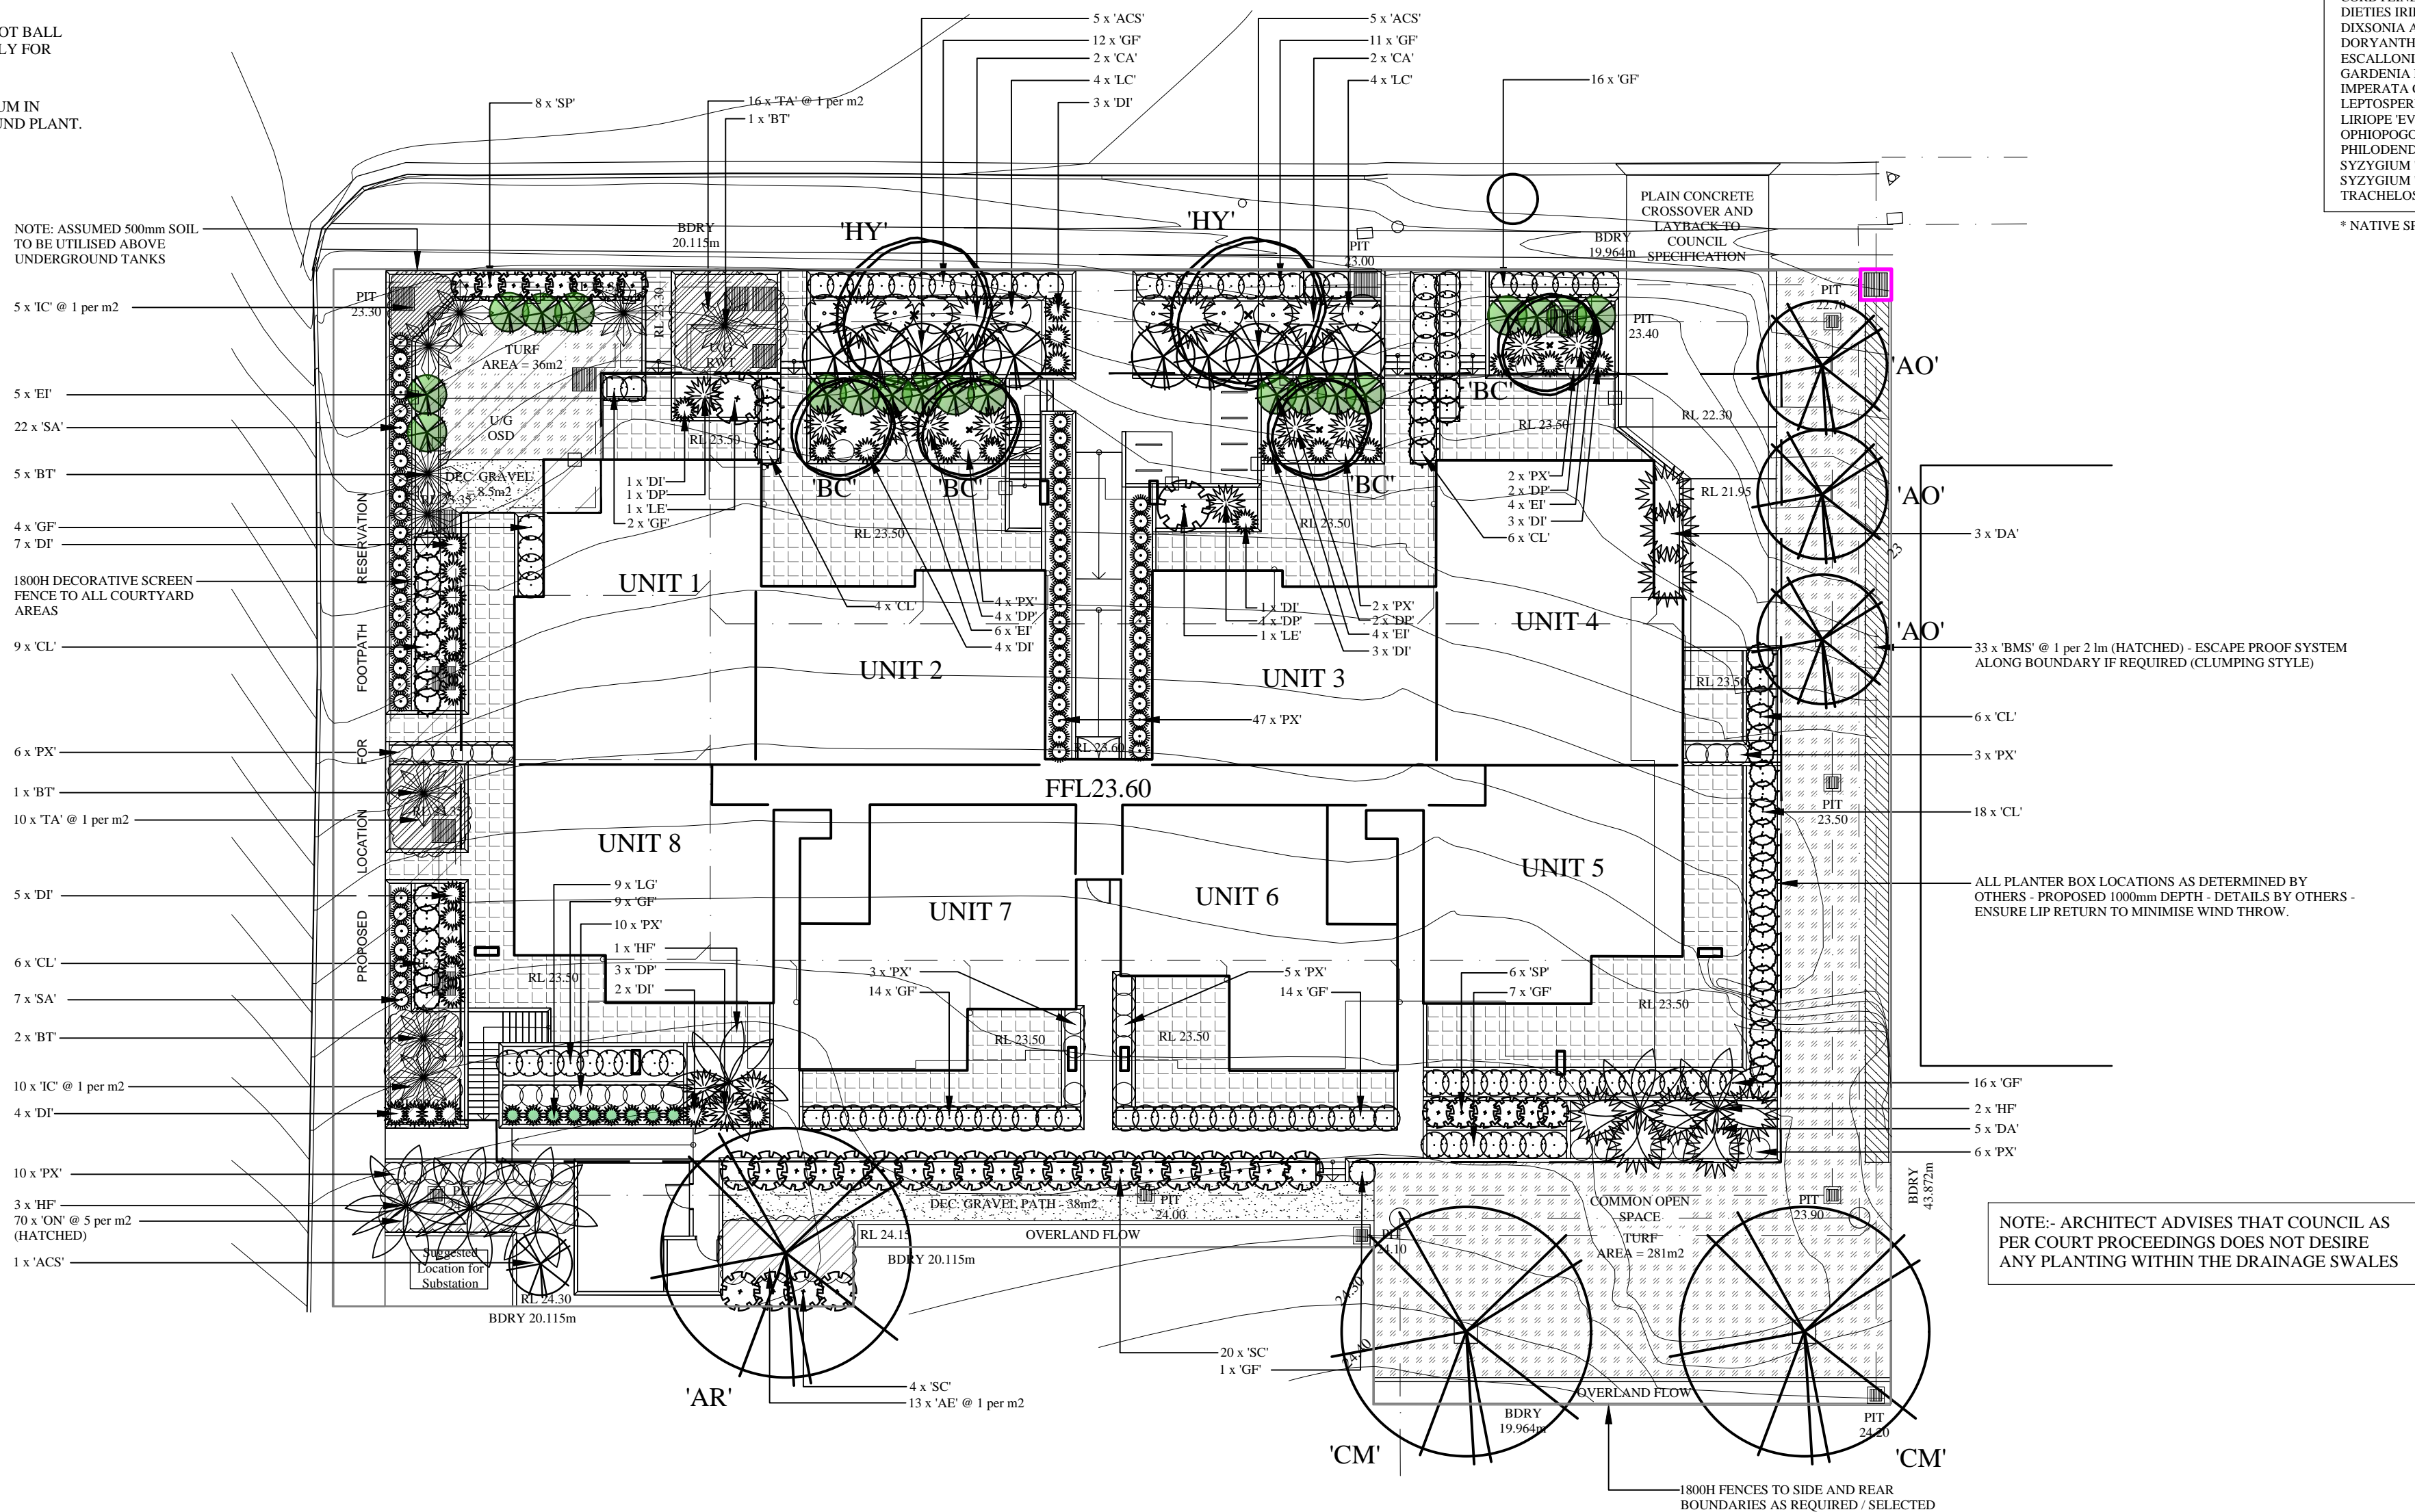 OT BALL
LY FOR
UM IN
UND PLANT.
DIETIES IRI
DIXSONIA A
DORYANTH
ESCALLONI
GARDENIA
IMPERATA
LEPTOSPER
LIRIOPE 'EV
OPHIOPOGO
PHILODEND
SYZYGIUM
SYZYGIUM
TRACHELOS
* NATIVE SP
5 x 'ACS'
12 x 'GF'
2 x 'CA'
4 x 'LC'
3 x 'DI'
5 x 'ACS'
11 x 'GF'
2 x 'CA'
4 x 'LC'
16 x 'GF'
8 x 'SP'
16 x 'TA' @ 1 per m2
1 x 'BT'
'HY'
'HY'
BDRY
20.115m
PIT
23.00
BDRY
19.964m
PLAIN CONCRETE
CROSSOVER AND
LAYBACK TO
COUNCIL
SPECIFICATION
NOTE: ASSUMED 500mm SOIL
TO BE UTILISED ABOVE
UNDERGROUND TANKS
5 x 'IC' @ 1 per m2
5 x 'EI'
22 x 'SA'
5 x 'BT'
4 x 'GF'
7 x 'DI'
1800H DECORATIVE SCREEN
FENCE TO ALL COURTYARD
AREAS
9 x 'CL'
6 x 'PX'
1 x 'BT'
10 x 'TA' @ 1 per m2
5 x 'DI'
6 x 'CL'
7 x 'SA'
2 x 'BT'
10 x 'IC' @ 1 per m2
4 x 'DI'
10 x 'PX'
3 x 'HF'
70 x 'ON' @ 5 per m2
(HATCHED)
1 x 'ACS'
PROPOSED LOCATION FOR FOOTPATH RESERVATION
PIT
23.30
TURF
AREA = 36m2
RL 23.30
U/G
RWT
U/G
OSD
DEC. GRAVEL
= 8.5m2
RL 23.50
1 x 'DI'
1 x 'DP'
1 x 'LE'
2 x 'GF'
'BC'
'BC'
'BC'
'BC'
RL 23.50
RL 23.50
PIT
23.40
RL 23.50
RL 22.30
RL 21.95
PIT
22.70
'AO'
'AO'
'AO'
23
2 x 'PX'
2 x 'DP'
4 x 'EI'
3 x 'DI'
6 x 'CL'
4 x 'CL'
4 x 'PX'
4 x 'DP'
6 x 'EI'
4 x 'DI'
1 x 'DI'
1 x 'DP'
1 x 'LE'
2 x 'PX'
2 x 'DP'
4 x 'EI'
3 x 'DI'
UNIT 1
UNIT 2
UNIT 3
UNIT 4
47 x 'PX'
RL 23.60
FFL23.60
RL 23.50
PIT
23.50
3 x 'DA'
33 x 'BMS' @ 1 per 2 lm (HATCHED) - ESCAPE PROOF SYSTEM
ALONG BOUNDARY IF REQUIRED (CLUMPING STYLE)
6 x 'CL'
3 x 'PX'
18 x 'CL'
ALL PLANTER BOX LOCATIONS AS DETERMINED BY
OTHERS - PROPOSED 1000mm DEPTH - DETAILS BY OTHERS -
ENSURE LIP RETURN TO MINIMISE WIND THROW.
16 x 'GF'
2 x 'HF'
5 x 'DA'
6 x 'PX'
UNIT 8
UNIT 7
UNIT 6
UNIT 5
9 x 'LG'
9 x 'GF'
10 x 'PX'
1 x 'HF'
3 x 'DP'
2 x 'DI'
RL 23.50
3 x 'PX'
14 x 'GF'
5 x 'PX'
14 x 'GF'
6 x 'SP'
7 x 'GF'
RL 23.50
RL 23.50
RL 23.50
DEC. GRAVEL PATH - 38m2
PIT
24.00
RL 24.15
OVERLAND FLOW
BDRY 20.115m
PIT
24.10
COMMON OPEN
SPACE
TURF
AREA = 281m2
PIT
23.90
BDRY
43.872m
Suggested
Location for
Substation
RL 24.30
BDRY 20.115m
24.30
24.40
20 x 'SC'
1 x 'GF'
4 x 'SC'
13 x 'AE' @ 1 per m2
'AR'
'CM'
'CM'
OVERLAND FLOW
BDRY
19.964m
PIT
24.20
1800H FENCES TO SIDE AND REAR
BOUNDARIES AS REQUIRED / SELECTED
NOTE:- ARCHITECT ADVISES THAT COUNCIL AS
PER COURT PROCEEDINGS DOES NOT DESIRE
ANY PLANTING WITHIN THE DRAINAGE SWALES